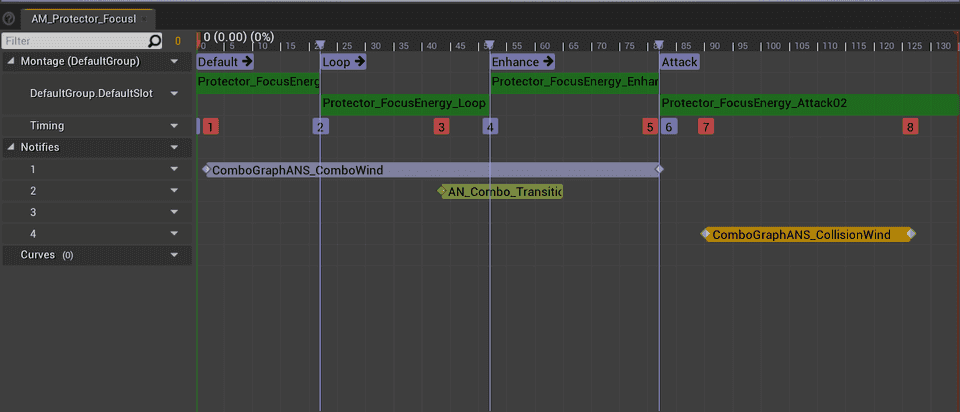 AM_Protector_FocusI
Filter 0
0 (0.00) (0%)
0 5 10 15 20 25 30 35 40 45 50 55 60 65 70 75 80 85 90 95 100 105 110 115 120 125 130
Montage (DefaultGroup) Default Loop Enhance Attack
Protector_FocusEnerg Protector_FocusEnergy_Enhar
DefaultGroup.DefaultSlot
Protector_FocusEnergy_Loop Protector_FocusEnergy_Attack02
Timing 1 2 3 4 5 6 7 8
Notifies
1 ComboGraphANS_ComboWind
2 AN_Combo_Transitic
3
4 ComboGraphANS_CollisionWind
Curves (0)